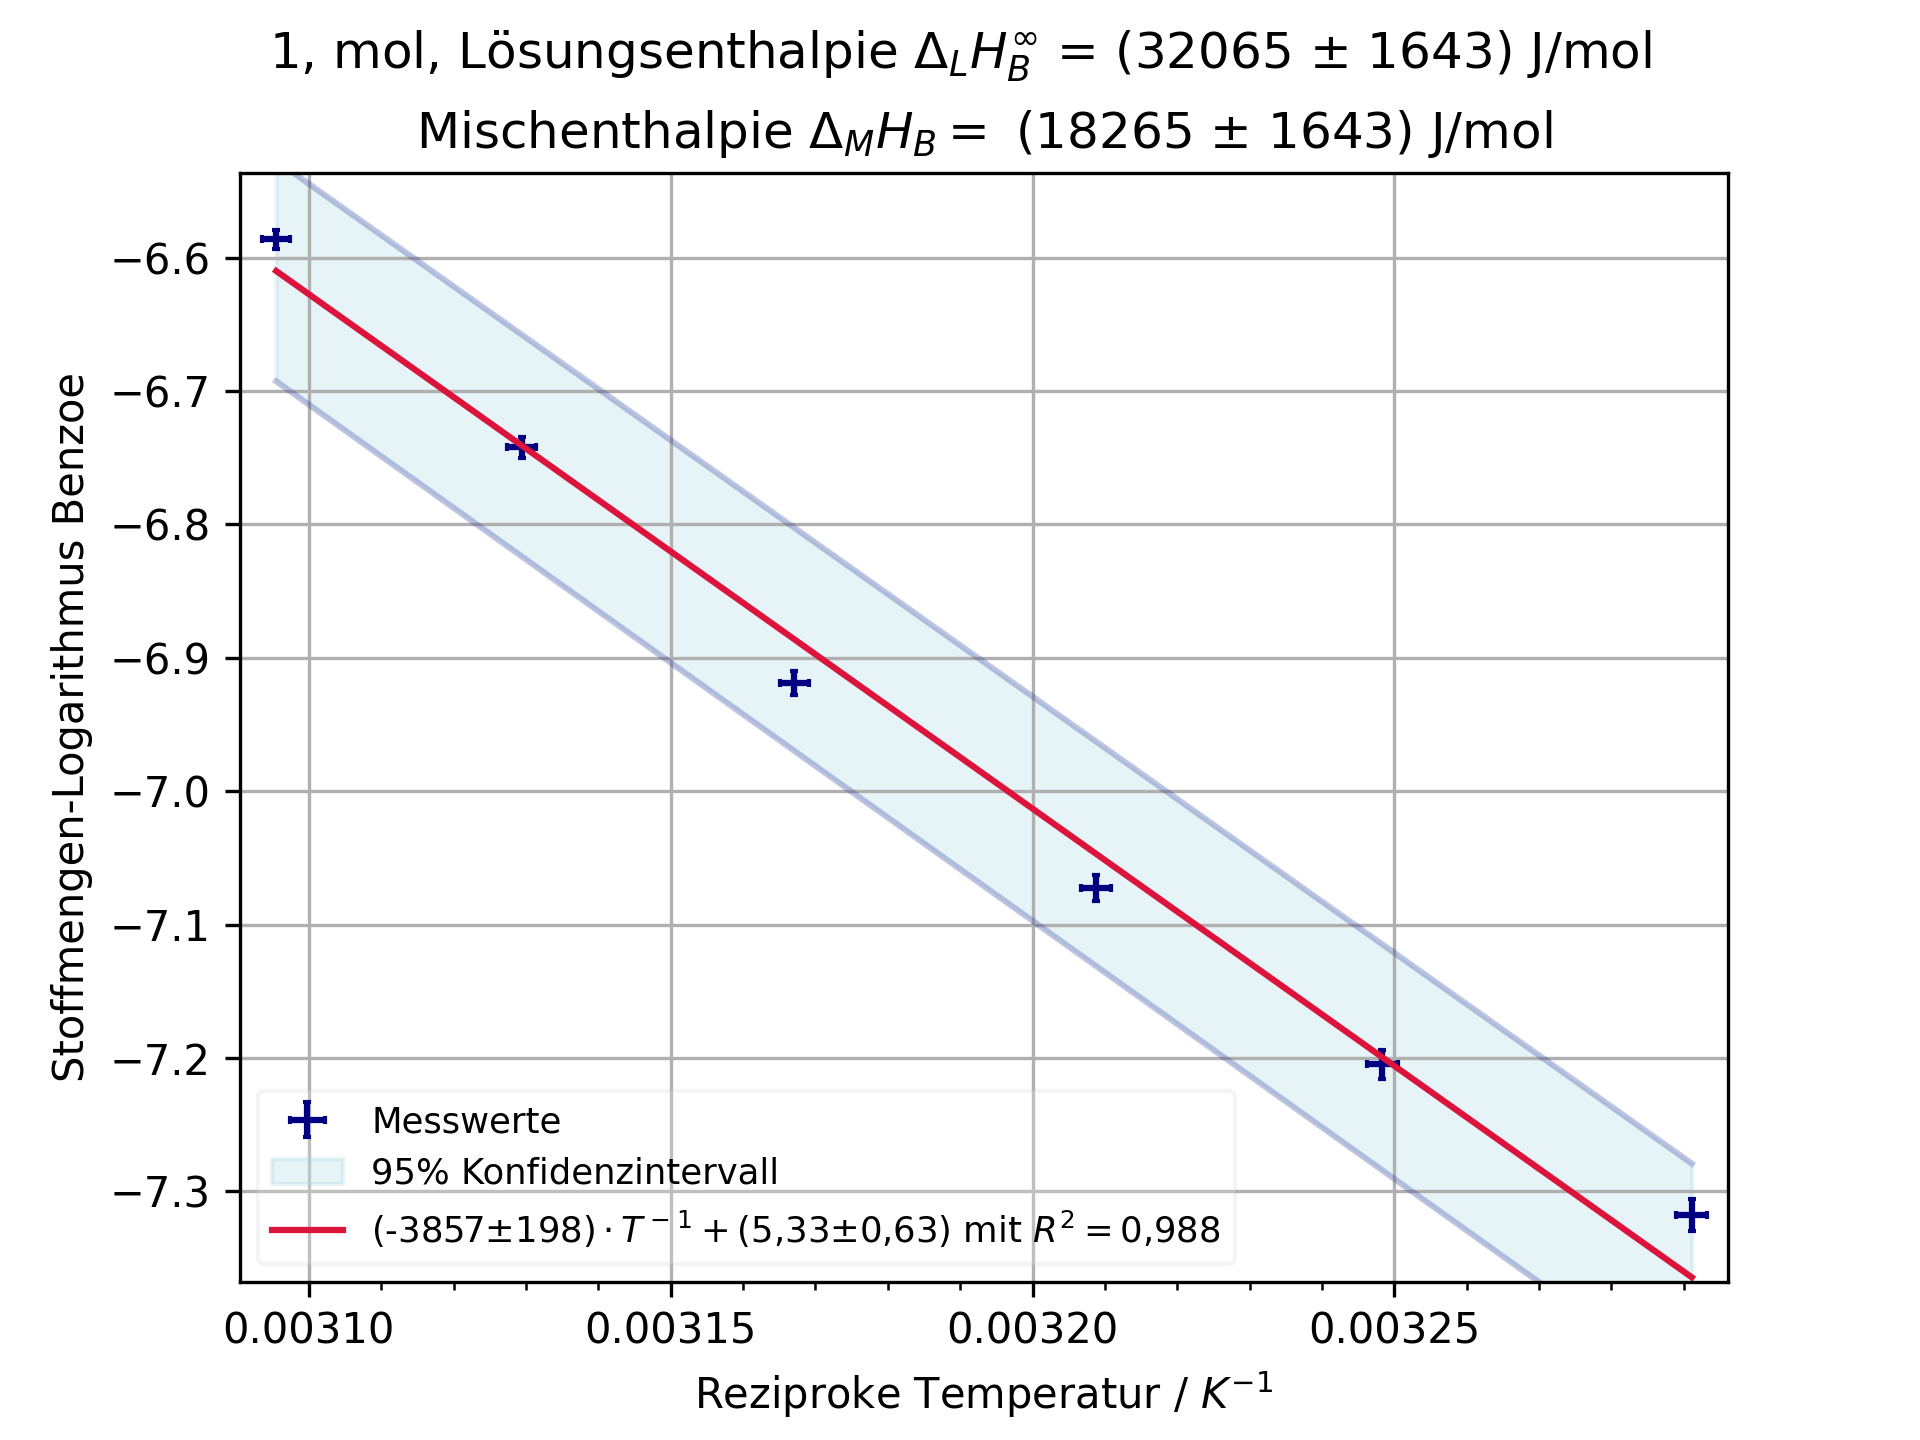 1, mol, Lösungsenthalpie Δ_L H_B^∞ = (32065 ± 1643) J/mol
Mischenthalpie Δ_M H_B = (18265 ± 1643) J/mol
Stoffmengen-Logarithmus Benzoe
−6.6
−6.7
−6.8
−6.9
−7.0
−7.1
−7.2
−7.3
Messwerte
95% Konfidenzintervall
(-3857±198) · T⁻¹ + (5,33±0,63) mit R² = 0,988
0.00310 0.00315 0.00320 0.00325
Reziproke Temperatur / K⁻¹